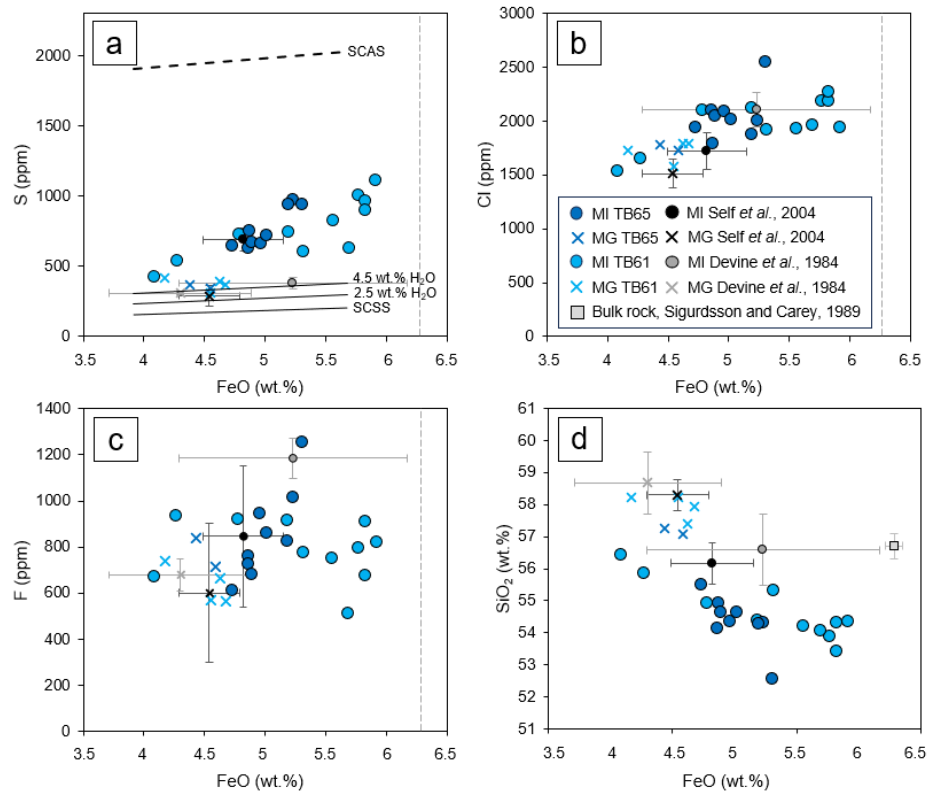 a
S (ppm)
2000
1500
1000
500
0
SCAS
4.5 wt.% H2O
2.5 wt.% H2O
SCSS
3.5 4 4.5 5 5.5 6 6.5
FeO (wt.%)
b
Cl (ppm)
3000
2500
2000
1500
1000
500
0
MI TB65 MI Self et al., 2004
MG TB65 MG Self et al., 2004
MI TB61 MI Devine et al., 1984
MG TB61 MG Devine et al., 1984
Bulk rock, Sigurdsson and Carey, 1989
3.5 4 4.5 5 5.5 6 6.5
FeO (wt.%)
c
F (ppm)
1400
1200
1000
800
600
400
200
0
3.5 4 4.5 5 5.5 6 6.5
FeO (wt.%)
d
SiO2 (wt.%)
60
59
58
57
56
55
54
53
52
51
3.5 4 4.5 5 5.5 6 6.5
FeO (wt.%)